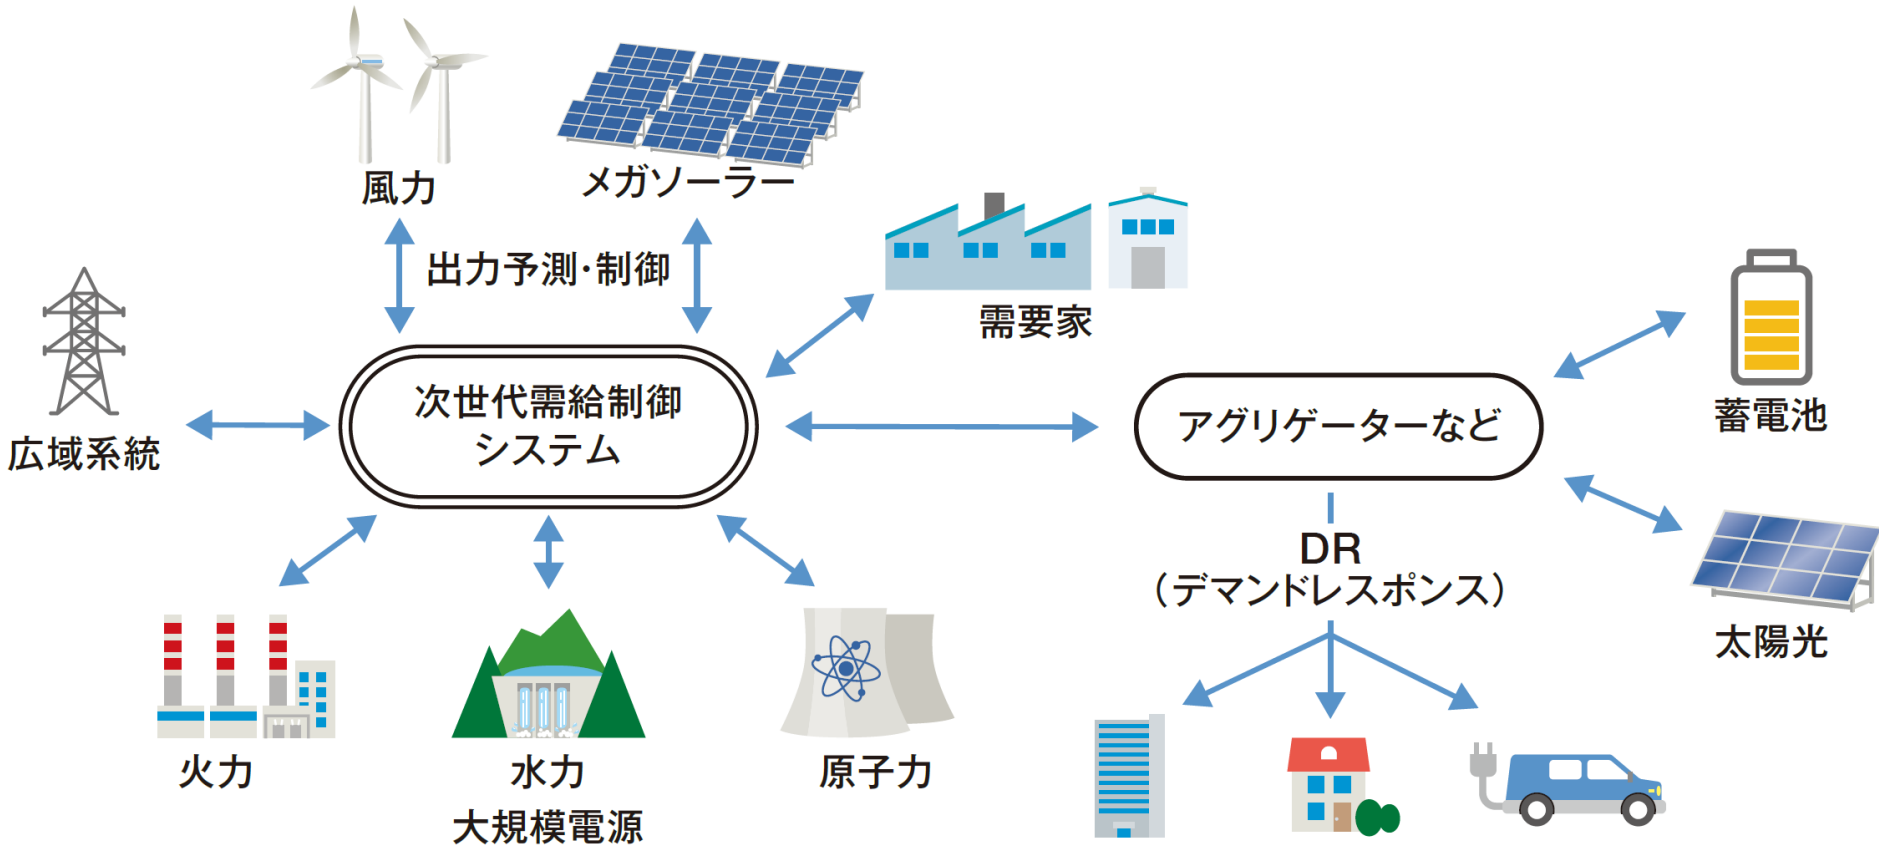 風力
メガソーラー
出力予測・制御
需要家
広域系統
次世代需給制御
システム
アグリゲーターなど
蓄電池
DR
（デマンドレスポンス）
太陽光
火力
水力
原子力
大規模電源